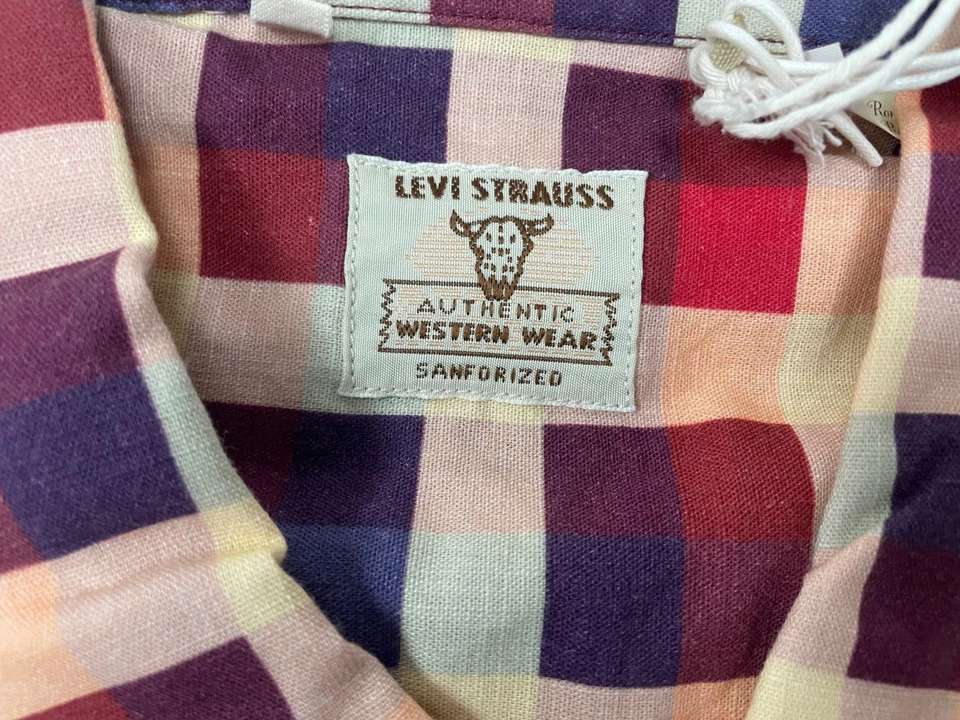 LEVI STRAUSS
AUTHENTIC
WESTERN WEAR
SANFORIZED